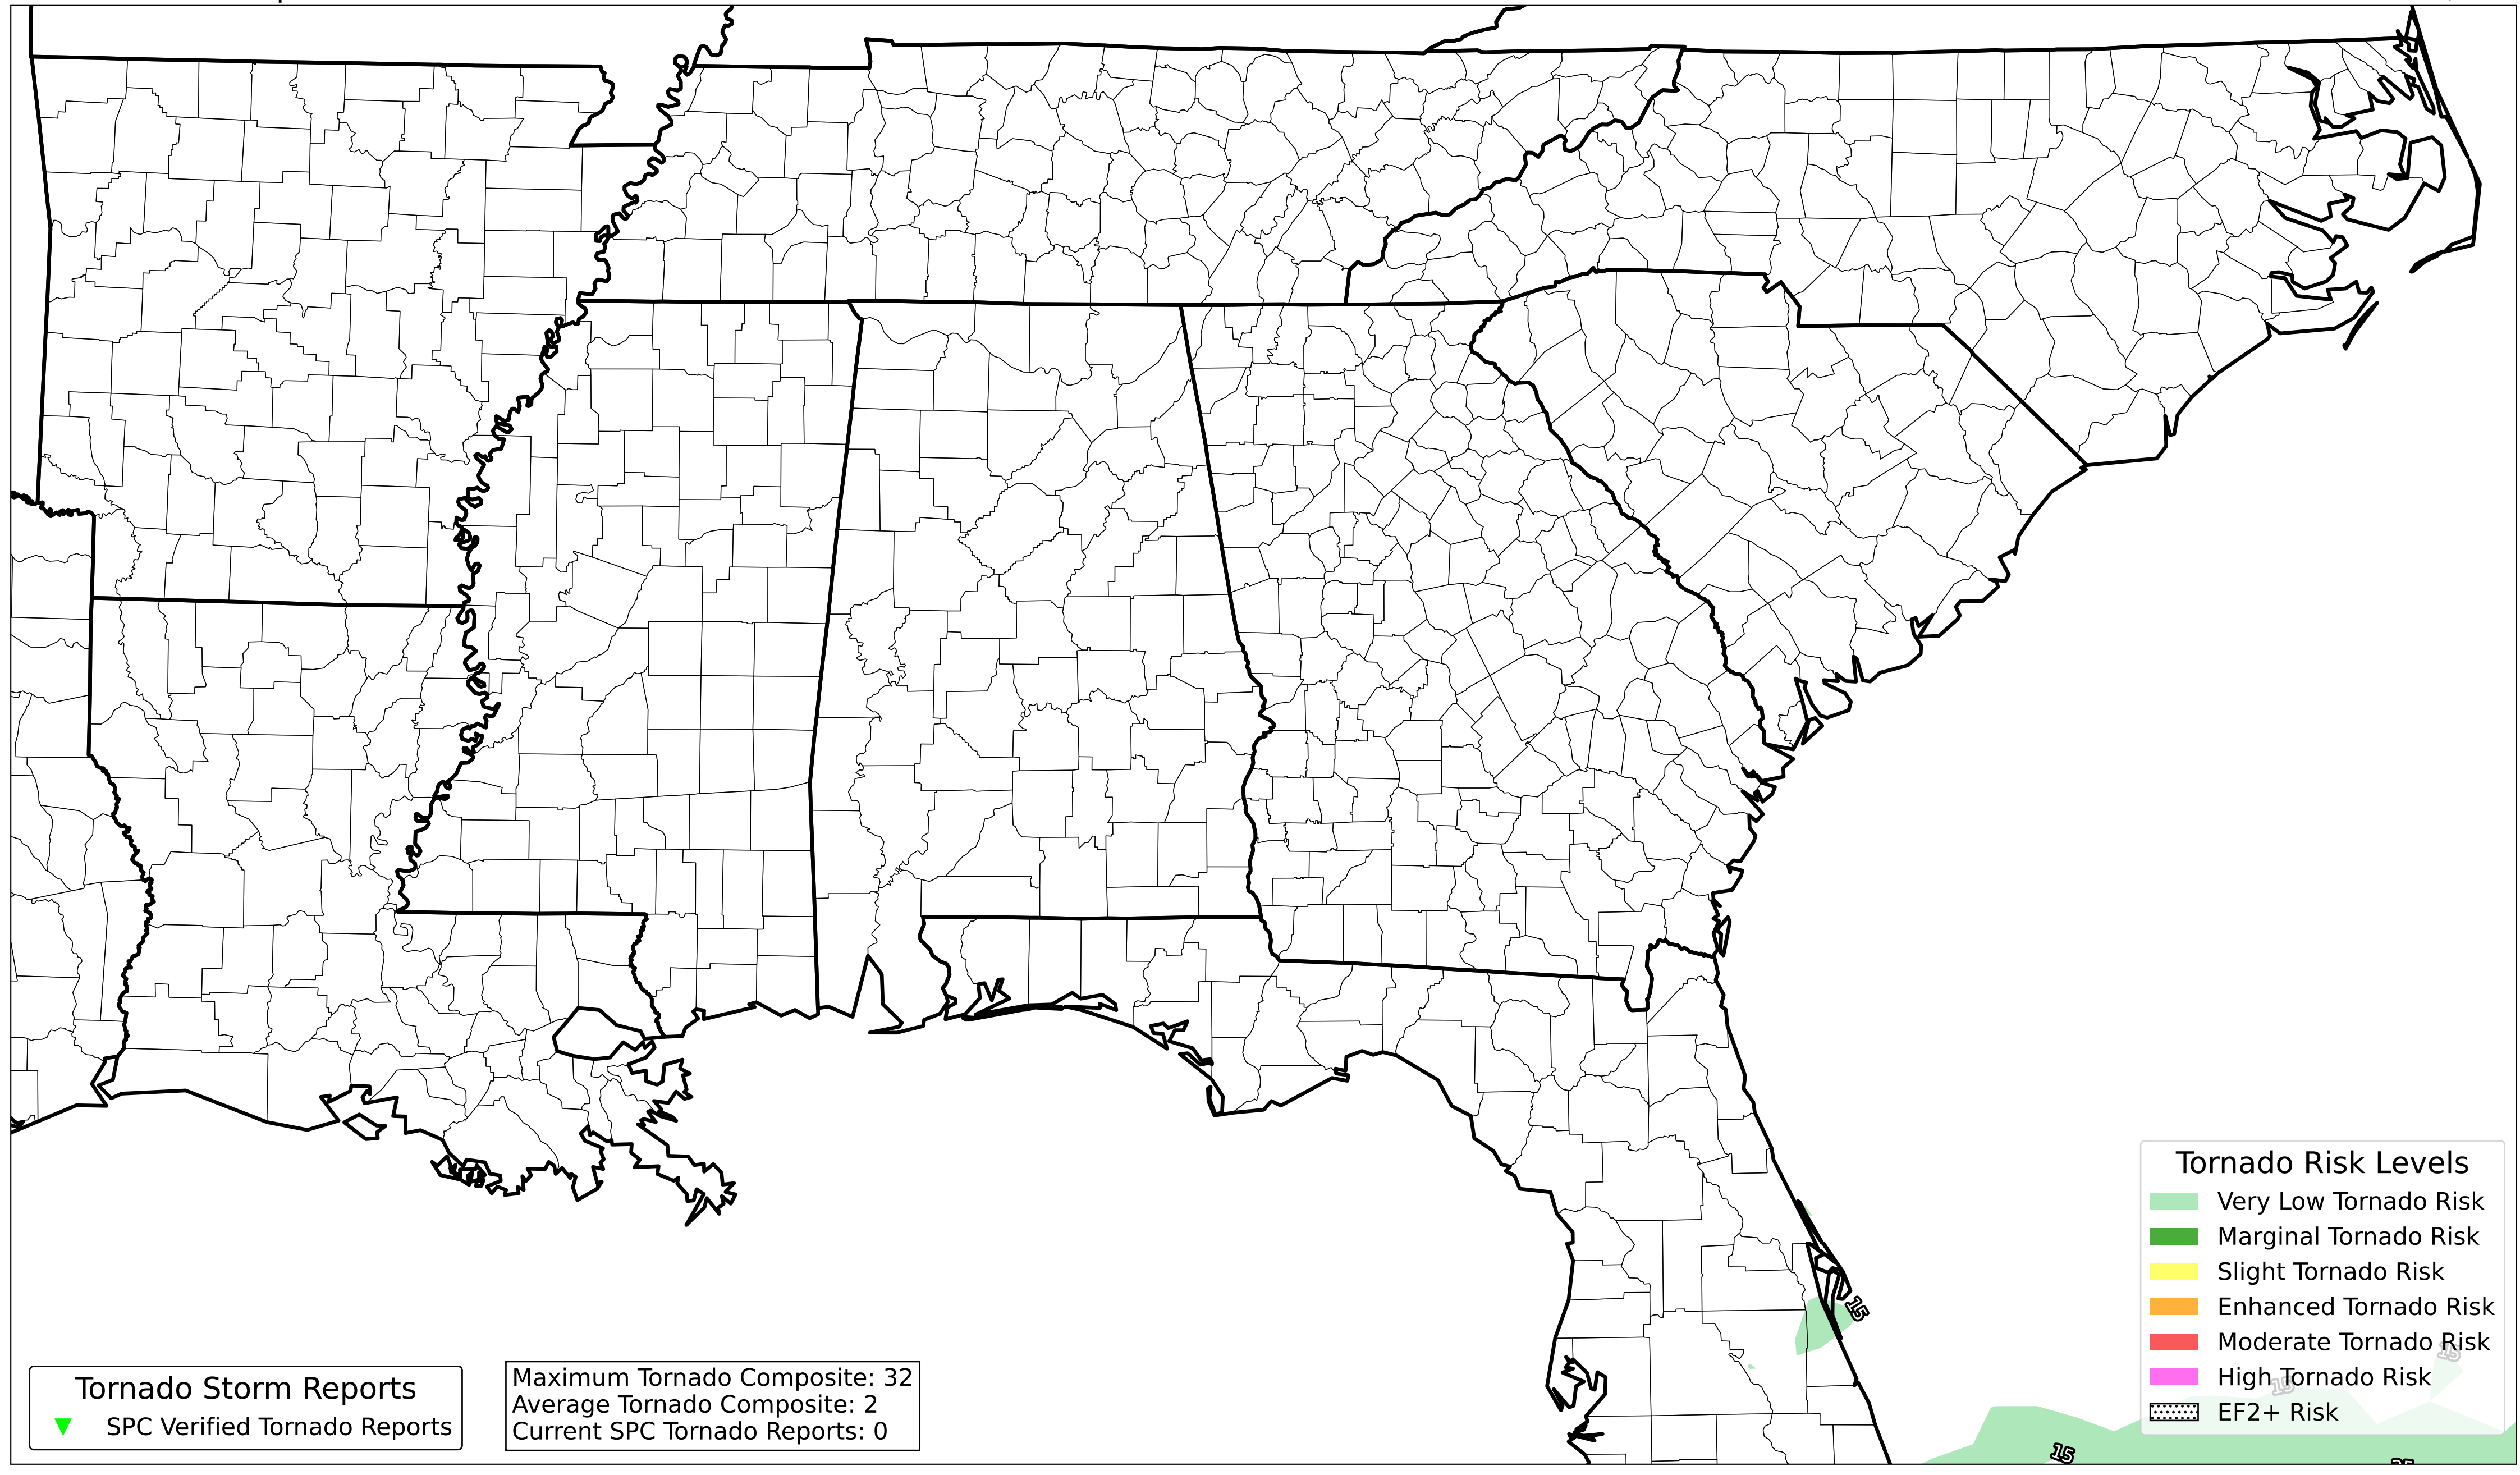 15
Tornado Risk Levels
Very Low Tornado Risk
Marginal Tornado Risk
Slight Tornado Risk
Enhanced Tornado Risk
Moderate Tornado Risk
High Tornado Risk
EF2+ Risk
15
15
15
Tornado Storm Reports
SPC Verified Tornado Reports
Maximum Tornado Composite: 32
Average Tornado Composite: 2
Current SPC Tornado Reports: 0